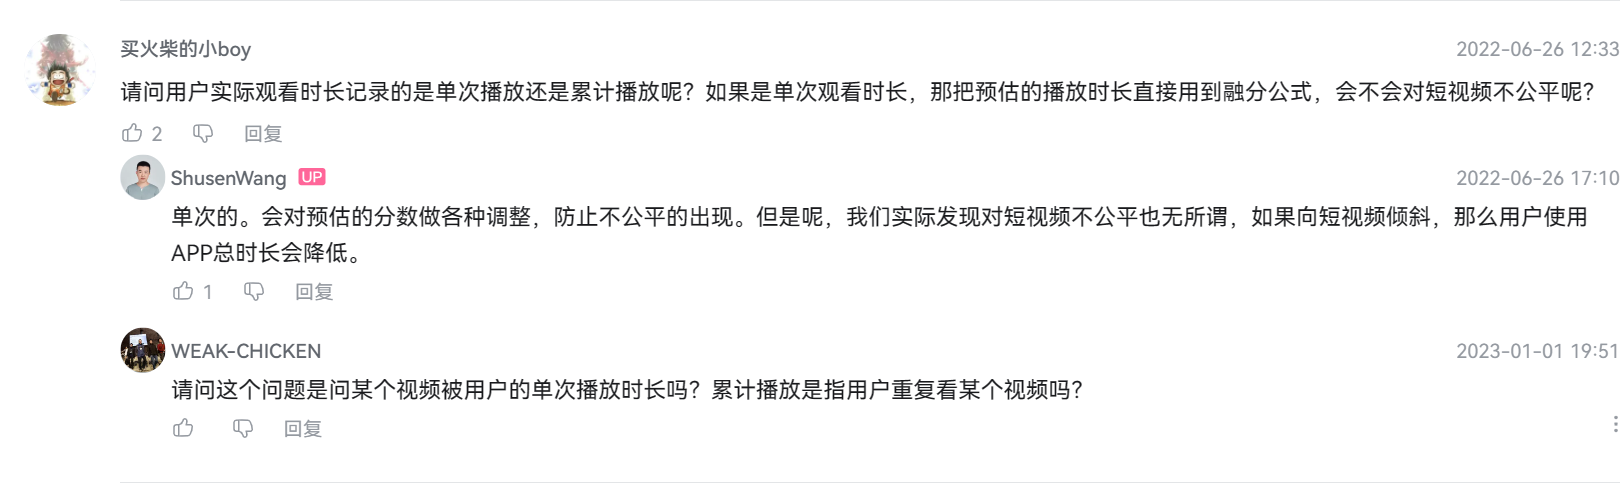 买火柴的小boy
2022-06-26 12:33
请问用户实际观看时长记录的是单次播放还是累计播放呢？如果是单次观看时长，那把预估的播放时长直接用到融分公式，会不会对短视频不公平呢？
2 回复
ShusenWang UP
2022-06-26 17:10
单次的。会对预估的分数做各种调整，防止不公平的出现。但是呢，我们实际发现对短视频不公平也无所谓，如果向短视频倾斜，那么用户使用
APP总时长会降低。
1 回复
WEAK-CHICKEN
2023-01-01 19:51
请问这个问题是问某个视频被用户的单次播放时长吗？累计播放是指用户重复看某个视频吗？
回复